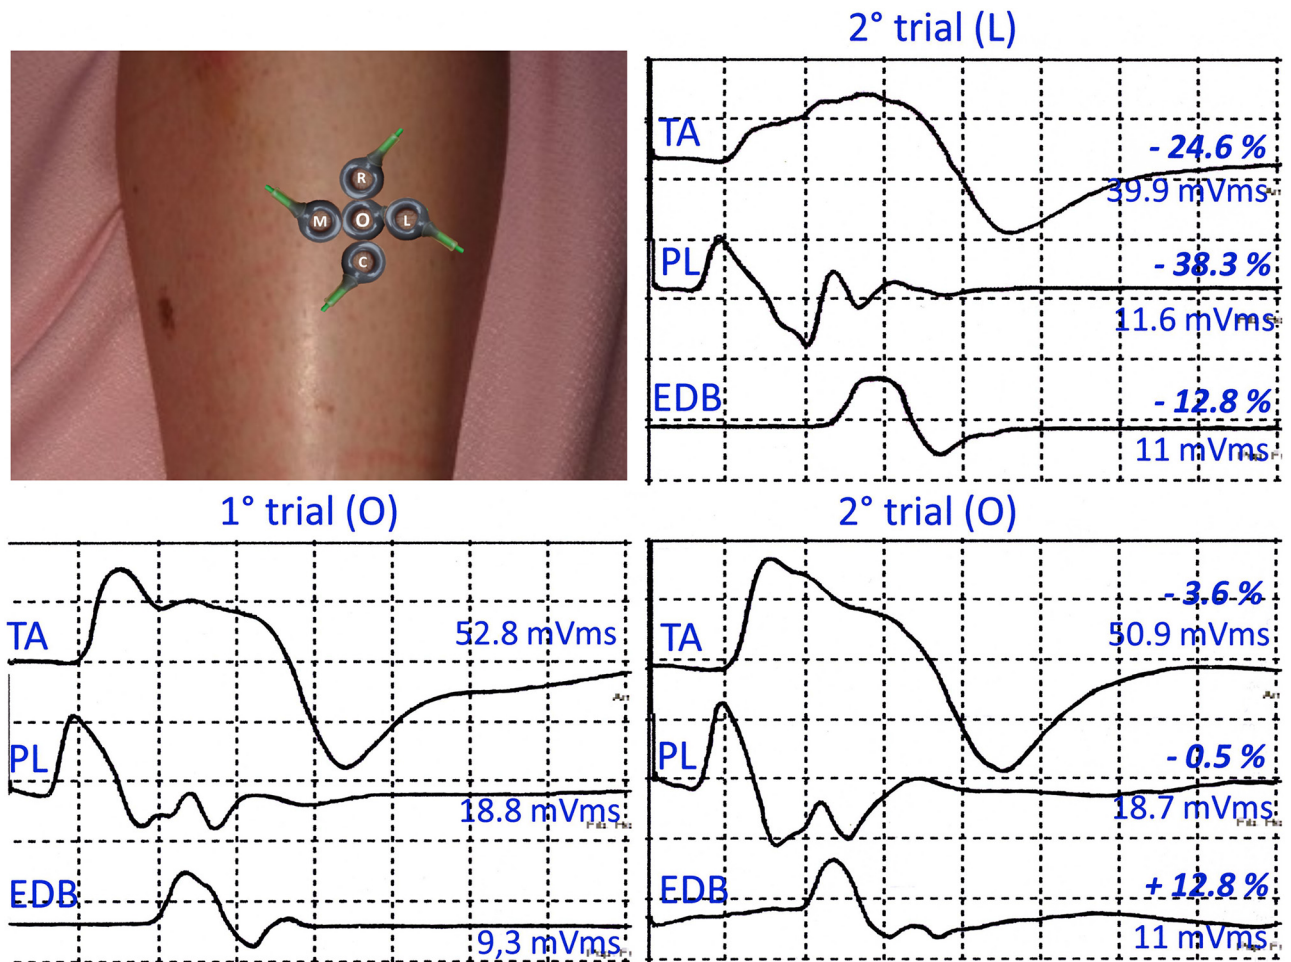 2° trial (L)
R
M O L
C
TA
- 24.6 %
39.9 mVms
PL
- 38.3 %
11.6 mVms
EDB
- 12.8 %
11 mVms
1° trial (O)
TA
52.8 mVms
PL
18.8 mVms
EDB
9,3 mVms
2° trial (O)
- 3.6 %
TA
50.9 mVms
PL
- 0.5 %
18.7 mVms
EDB
+ 12.8 %
11 mVms